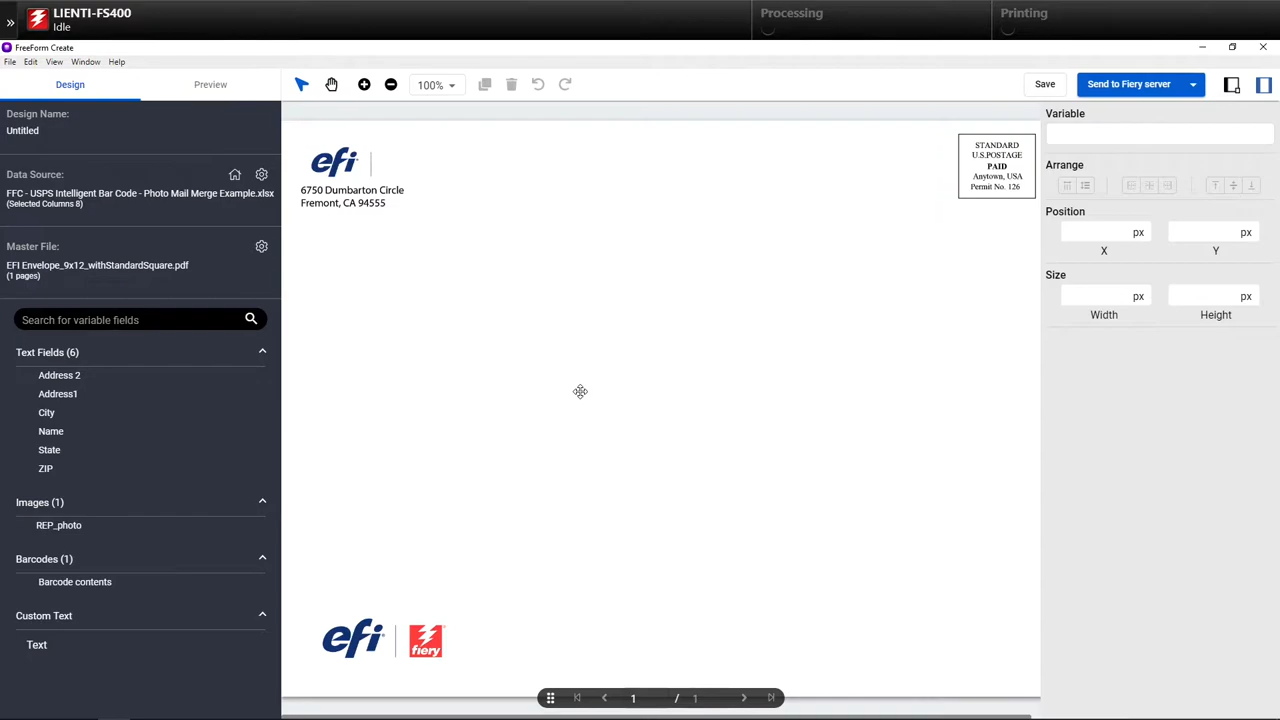 LIENTI-FS400
Idle
Processing
Printing
FreeForm Create
File Edit View Window Help
Design Preview
100%
Save
Send to Fiery server
Design Name:
Untitled
Data Source:
FFC - USPS Intelligent Bar Code - Photo Mail Merge Example.xlsx
(Selected Columns 8)
Master File:
EFI Envelope_9x12_withStandardSquare.pdf
(1 pages)
Search for variable fields
Text Fields (6)
Address 2
Address1
City
Name
State
ZIP
Images (1)
REP_photo
Barcodes (1)
Barcode contents
Custom Text
Text
efi
6750 Dumbarton Circle
Fremont, CA 94555
STANDARD
U.S.POSTAGE
PAID
Anytown, USA
Permit No. 126
efi
fiery
1 / 1
Variable
Arrange
Position
px px
X Y
Size
px px
Width Height